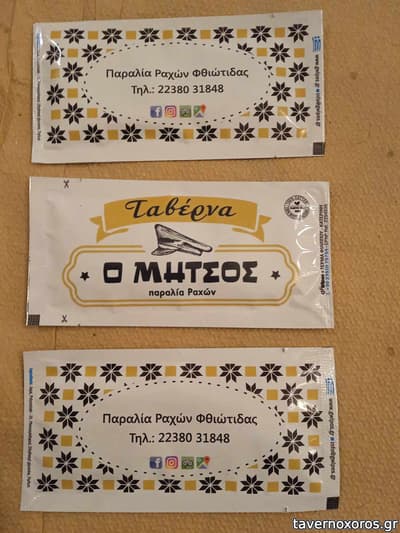 Παραλία Ραχών Φθιώτιδας
Τηλ.: 22380 31848
Ταβέρνα
Ο ΜΗΤΣΟΣ
παραλία Ραχών
Παραλία Ραχών Φθιώτιδας
Τηλ.: 22380 31848
tavernoxoros.gr